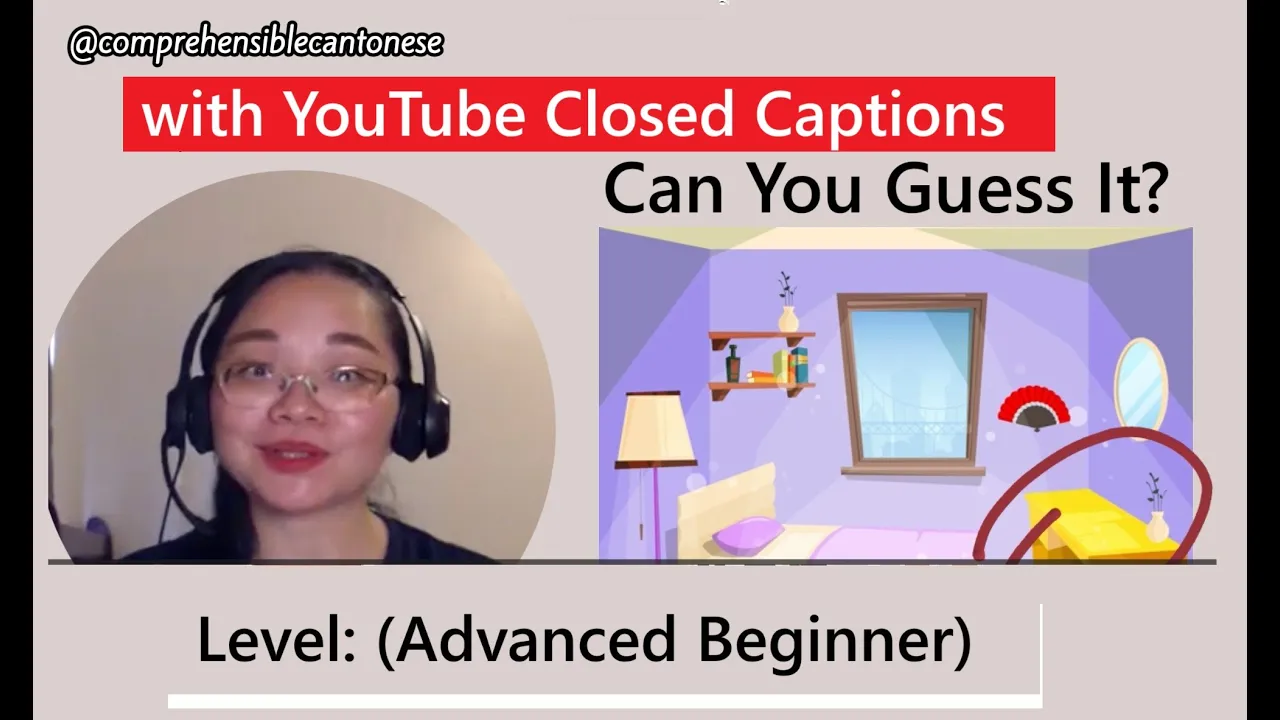 @comprehensiblecantonese
with YouTube Closed Captions
Can You Guess It?
Level: (Advanced Beginner)